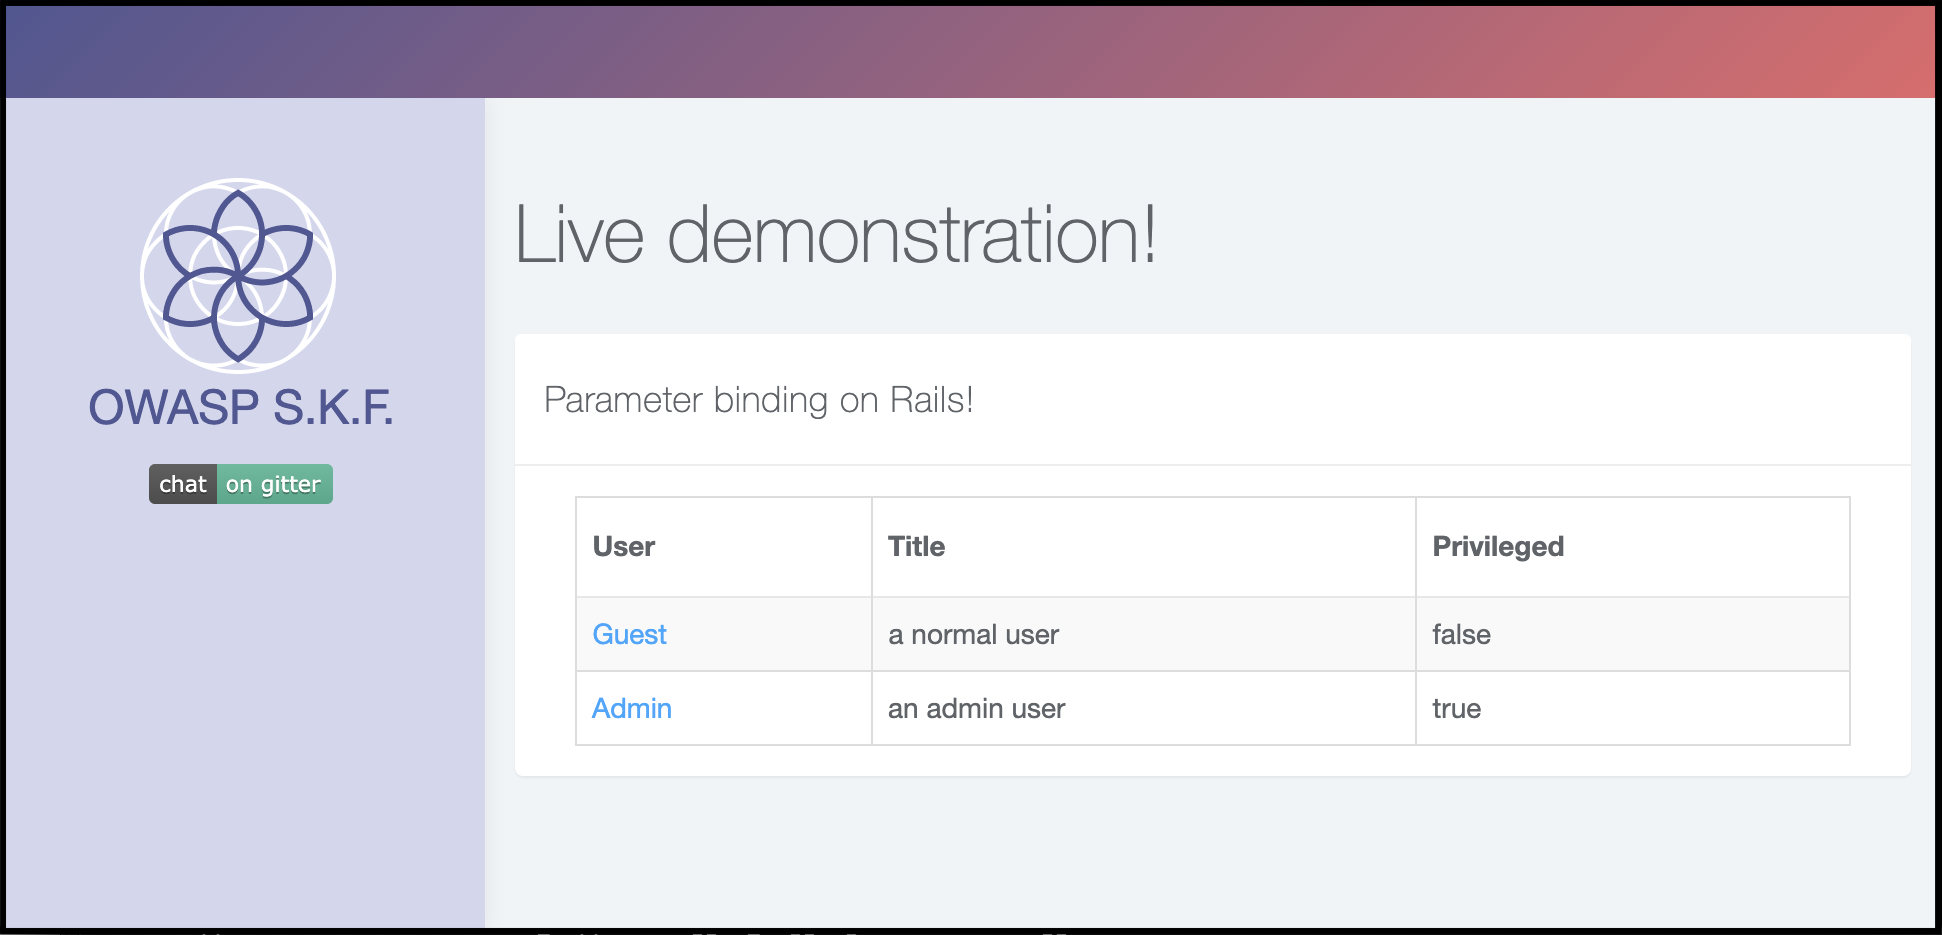 OWASP S.K.F.
chat on gitter
Live demonstration!
Parameter binding on Rails!
User Title Privileged
Guest a normal user false
Admin an admin user true